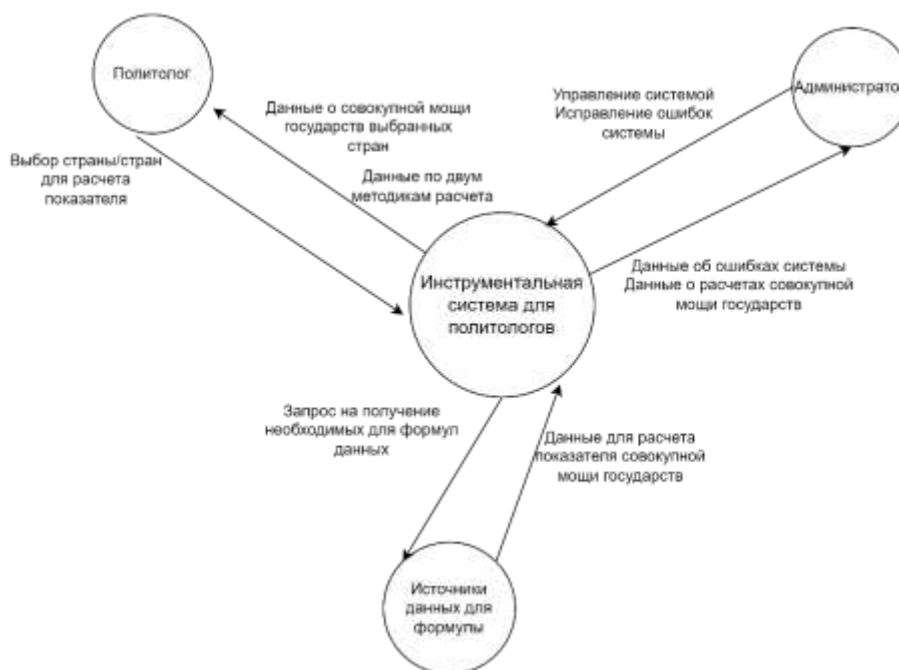 Политолог
Администратор
Данные о совокупной мощи
государств выбранных
стран
Управление системой
Исправление ошибок
системы
Выбор страны/стран
для расчета
показателя
Данные по двум
методикам расчета
Инструментальная
система для
политологов
Данные об ошибках системы
Данные о расчетах совокупной
мощи государств
Запрос на получение
необходимых для формул
данных
Данные для расчета
показателя совокупной
мощи государств
Источники
данных для
формулы